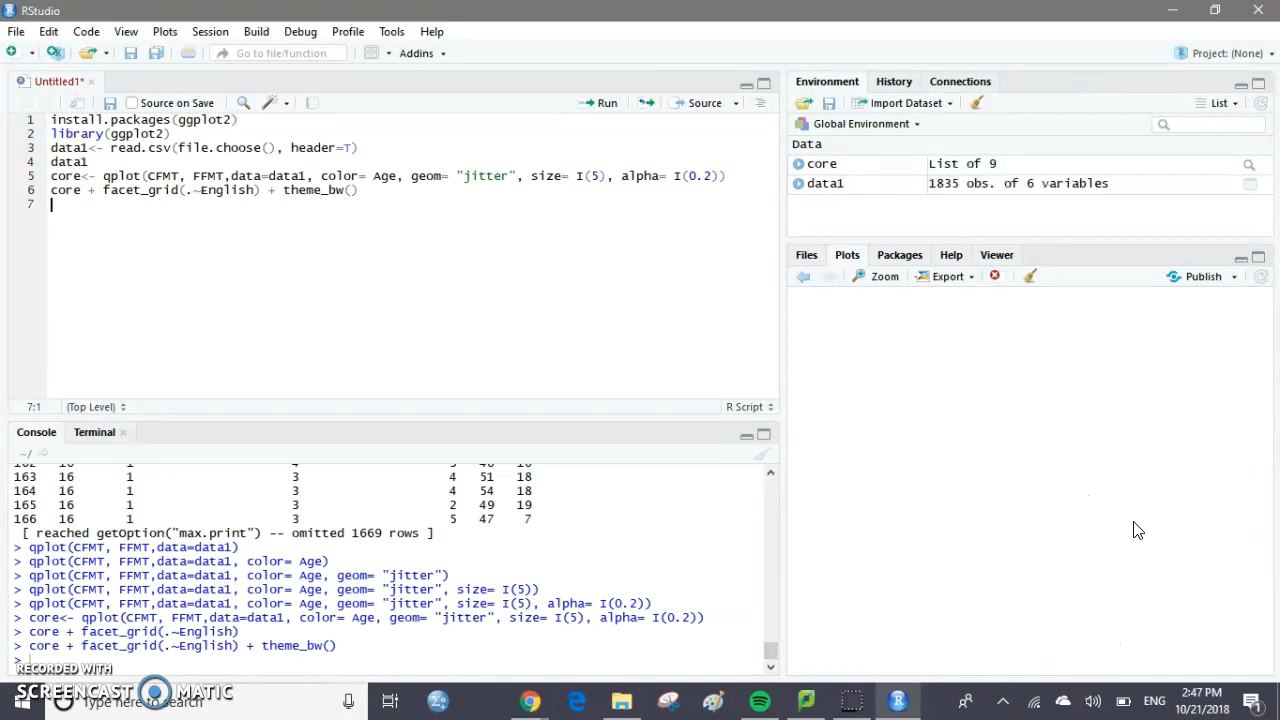 RStudio
File Edit Code View Plots Session Build Debug Profile Tools Help
Go to file/function Addins Project: (None)
Untitled1*
Source on Save Run Source
1 install.packages(ggplot2)
2 library(ggplot2)
3 data1<- read.csv(file.choose(), header=T)
4 data1
5 core<- qplot(CFMT, FFMT,data=data1, color= Age, geom= "jitter", size= I(5), alpha= I(0.2))
6 core + facet_grid(.~English) + theme_bw()
7
7:1 (Top Level) R Script
Console Terminal
~/
163 16 1 3 4 51 18
164 16 1 3 4 54 18
165 16 1 3 2 49 19
166 16 1 3 5 47 7
[ reached getOption("max.print") -- omitted 1669 rows ]
> qplot(CFMT, FFMT,data=data1)
> qplot(CFMT, FFMT,data=data1, color= Age)
> qplot(CFMT, FFMT,data=data1, color= Age, geom= "jitter")
> qplot(CFMT, FFMT,data=data1, color= Age, geom= "jitter", size= I(5))
> qplot(CFMT, FFMT,data=data1, color= Age, geom= "jitter", size= I(5), alpha= I(0.2))
> core<- qplot(CFMT, FFMT,data=data1, color= Age, geom= "jitter", size= I(5), alpha= I(0.2))
> core + facet_grid(.~English)
> core + facet_grid(.~English) + theme_bw()
>
Environment History Connections
Import Dataset List
Global Environment
Data
core List of 9
data1 1835 obs. of 6 variables
Files Plots Packages Help Viewer
Zoom Export Publish
RECORDED WITH
SCREENCAST MATIC
Type here to search
ENG
2:47 PM
10/21/2018